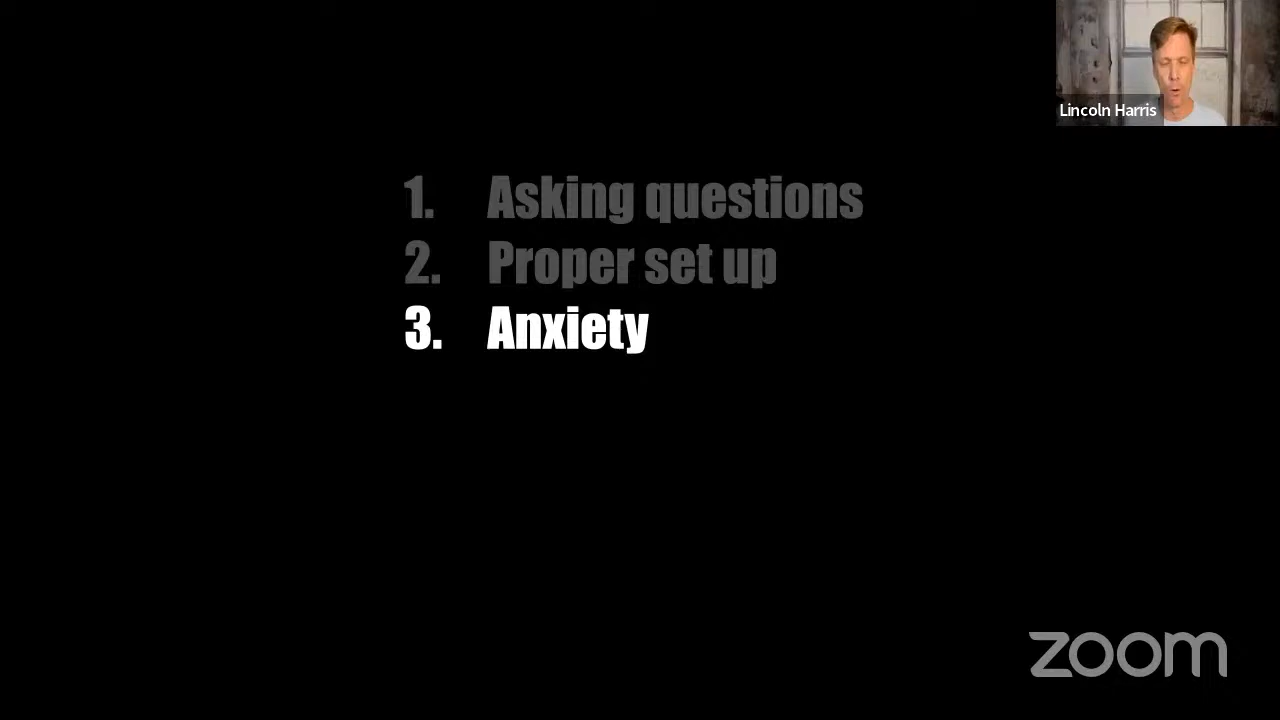 Lincoln Harris
1. Asking questions
2. Proper set up
3. Anxiety
zoom